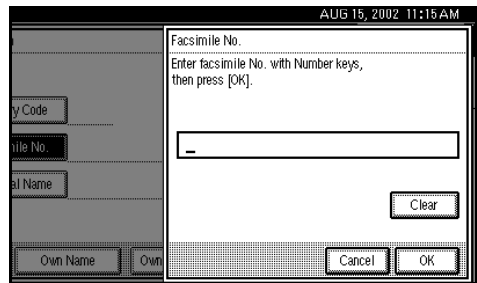 AUG 15, 2002 11:15 AM
Facsimile No.
Enter facsimile No. with Number keys,
then press [OK].
y Code
ile No.
al Name
Clear
Own Name
Own
Cancel
OK